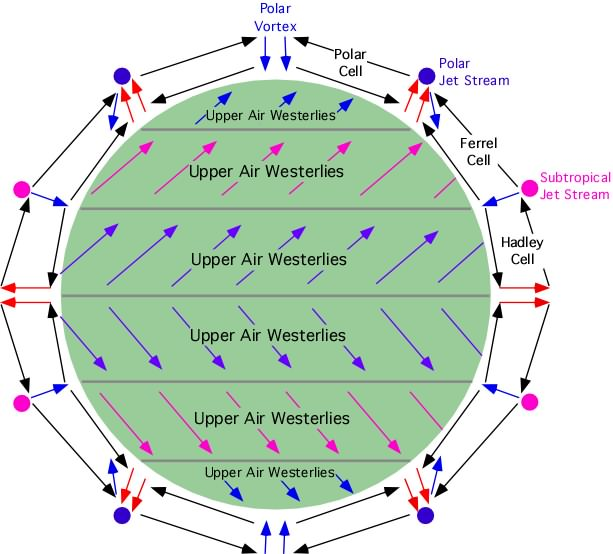 Polar
Vortex
Polar
Cell
Polar
Jet Stream
Upper Air Westerlies
Ferrel
Cell
Upper Air Westerlies
Subtropical
Jet Stream
Hadley
Cell
Upper Air Westerlies
Upper Air Westerlies
Upper Air Westerlies
Upper Air Westerlies